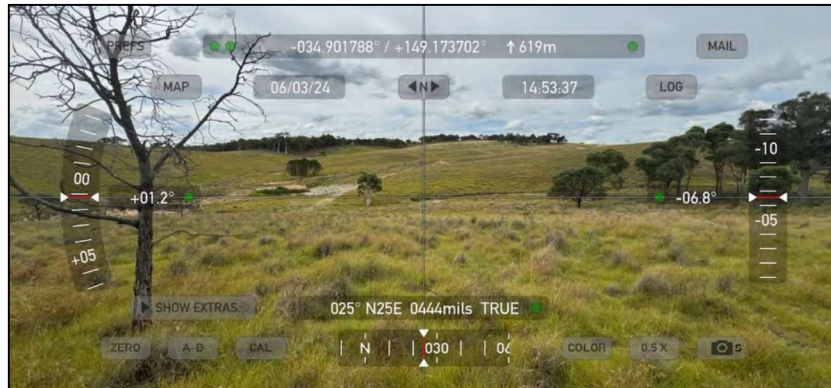 PREFS -034.901788° / +149.173702° ↑ 619m MAIL
MAP 06/03/24 ◀N▶ 14:53:37 LOG
00 -10
+01.2° -06.8°
+05 -05
▶ SHOW EXTRAS 025° N25E 0444mils TRUE
ZERO A-B CAL | N | | 030 | | 06 COLOR 0.5 X S